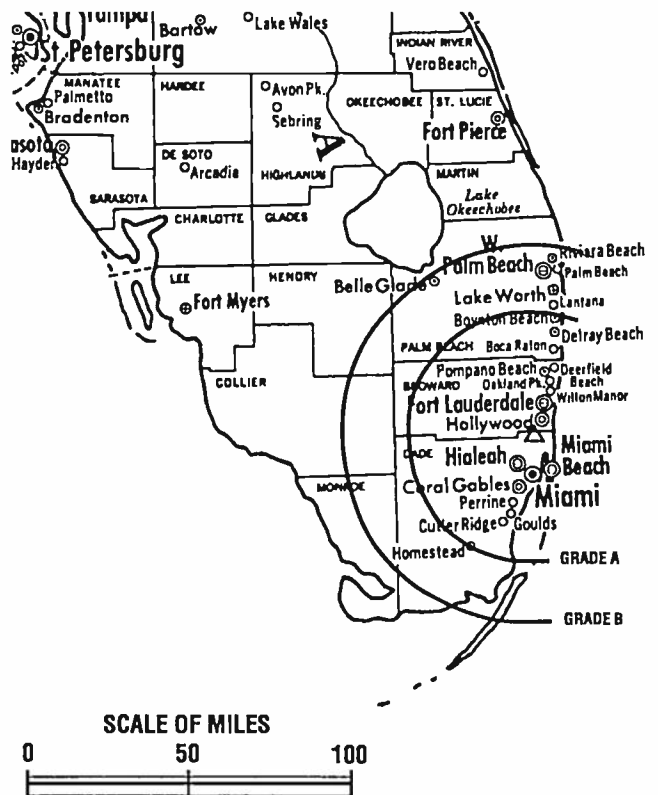 Tampa
Bartow
Lake Wales
St Petersburg
INDIAN RIVER
Vero Beach
MANATEE
HARDEE
Avon Pk.
Palmetto
Bradenton
Sebring
OKEECHOBEE
ST. LUCIE
Fort Pierce
asota
Hayden
DE SOTO
Arcadia
A
HIGHLANDS
MARTIN
SARASOTA
Lake
Okeechobee
CHARLOTTE
GLADES
W.
Palm Beach
Riviera Beach
Palm Beach
LEE
HENDRY
Belle Glade
Fort Myers
Lake Worth
Lantana
Boynton Beach
Delray Beach
PALM BEACH
Boca Raton
COLLIER
Pompano Beach
Deerfield
Beach
BROWARD
Oakland Pk.
Wilton Manor
Fort Lauderdale
Hollywood
DADE
Hialeah
Miami
Beach
MONROE
Coral Gables
Miami
Perrine
Cutler Ridge
Goulds
Homestead
GRADE A
GRADE B
SCALE OF MILES
0 50 100